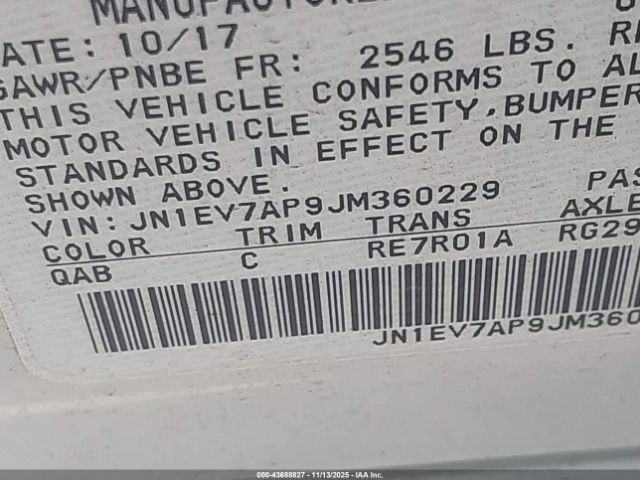 MANUFACTURE
DATE: 10/17
GAWR/PNBE FR: 2546 LBS.
THIS VEHICLE CONFORMS TO AL
MOTOR VEHICLE SAFETY, BUMPER
STANDARDS IN EFFECT ON THE
SHOWN ABOVE.
VIN: JN1EV7AP9JM360229 PAS
COLOR TRIM TRANS AXLE
QAB C RE7R01A RG29
JN1EV7AP9JM360
000-43688827 - 11/13/2025 - IAA Inc.